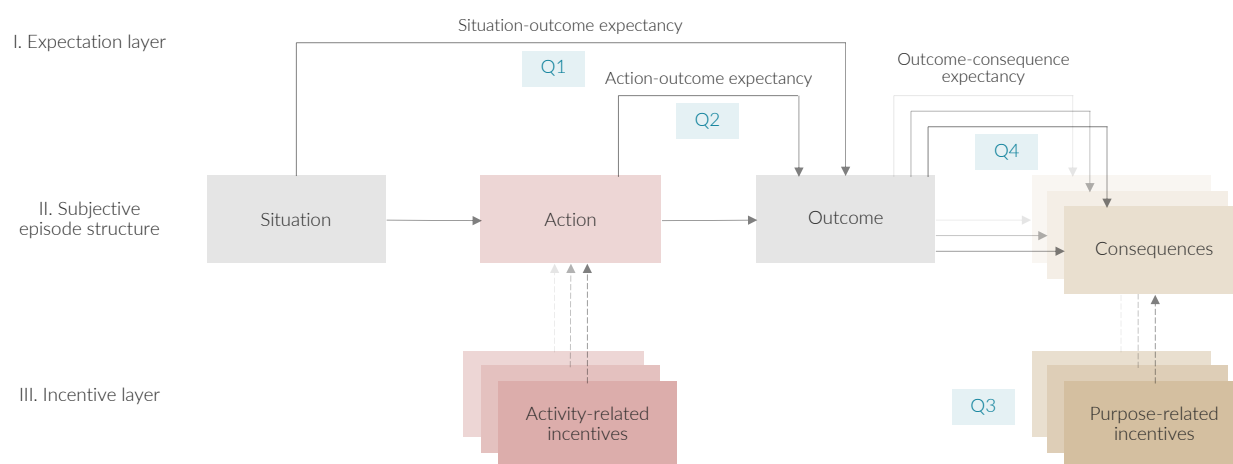 Situation-outcome expectancy
I. Expectation layer
Q1
Action-outcome expectancy
Q2
Outcome-consequence
expectancy
Q4
II. Subjective
episode structure
Situation
Action
Outcome
Consequences
III. Incentive layer
Activity-related
incentives
Q3
Purpose-related
incentives